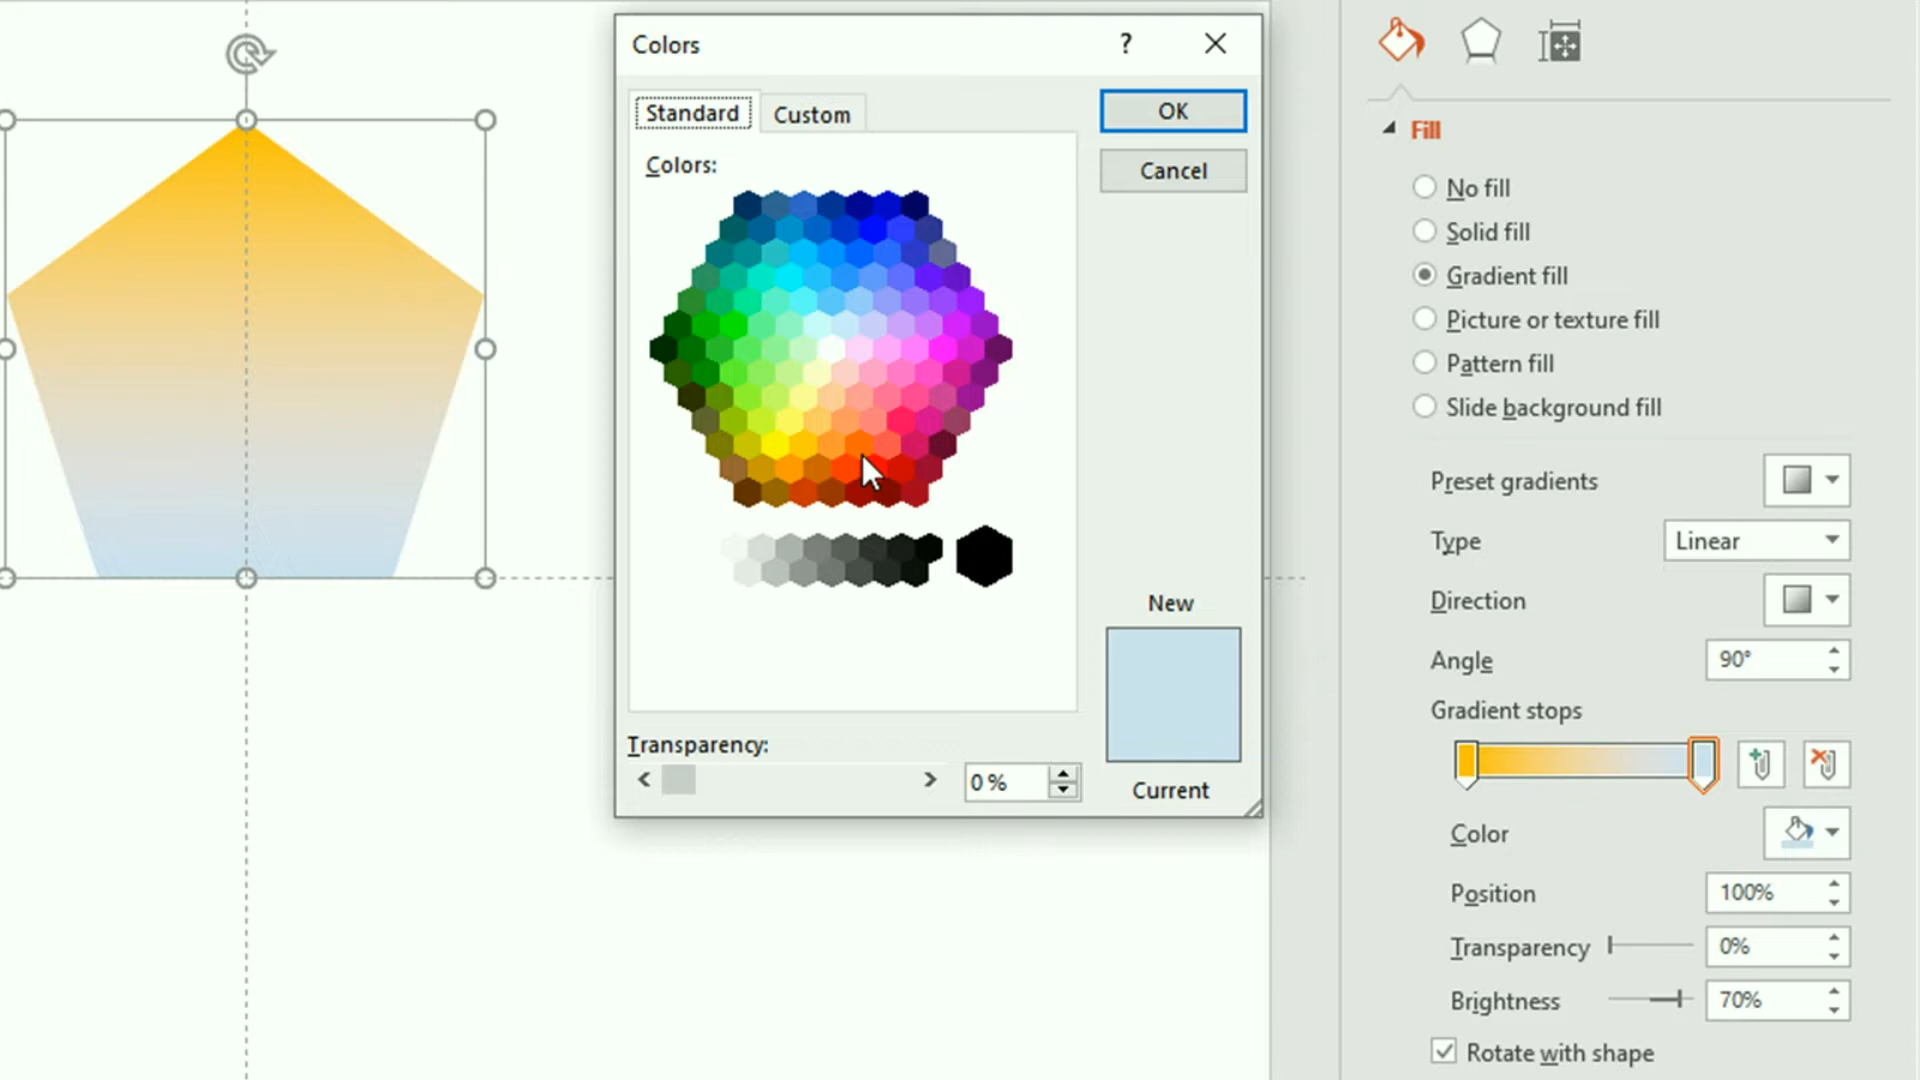 Colors
?
Standard
Custom
OK
Cancel
Colors:
New
Current
Transparency:
0 %
Fill
No fill
Solid fill
Gradient fill
Picture or texture fill
Pattern fill
Slide background fill
Preset gradients
Type
Linear
Direction
Angle
90°
Gradient stops
Color
Position
100%
Transparency
0%
Brightness
70%
Rotate with shape